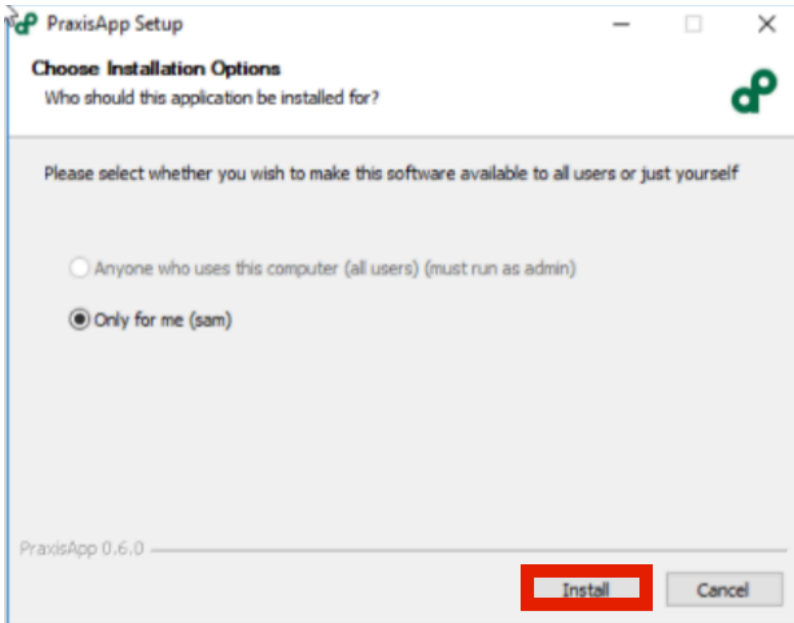 PraxisApp Setup
Choose Installation Options
Who should this application be installed for?
Please select whether you wish to make this software available to all users or just yourself
Anyone who uses this computer (all users) (must run as admin)
Only for me (sam)
PraxisApp 0.6.0
Install Cancel